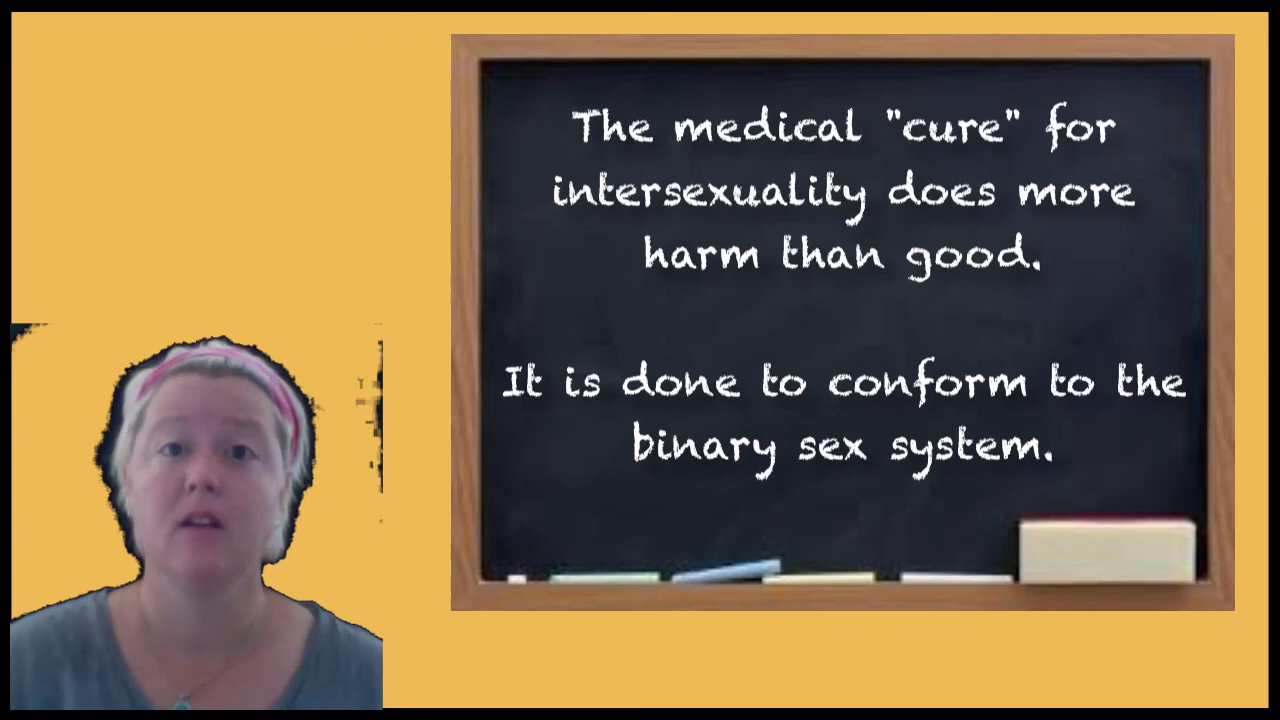 The medical "cure" for
intersexuality does more
harm than good.
It is done to conform to the
binary sex system.